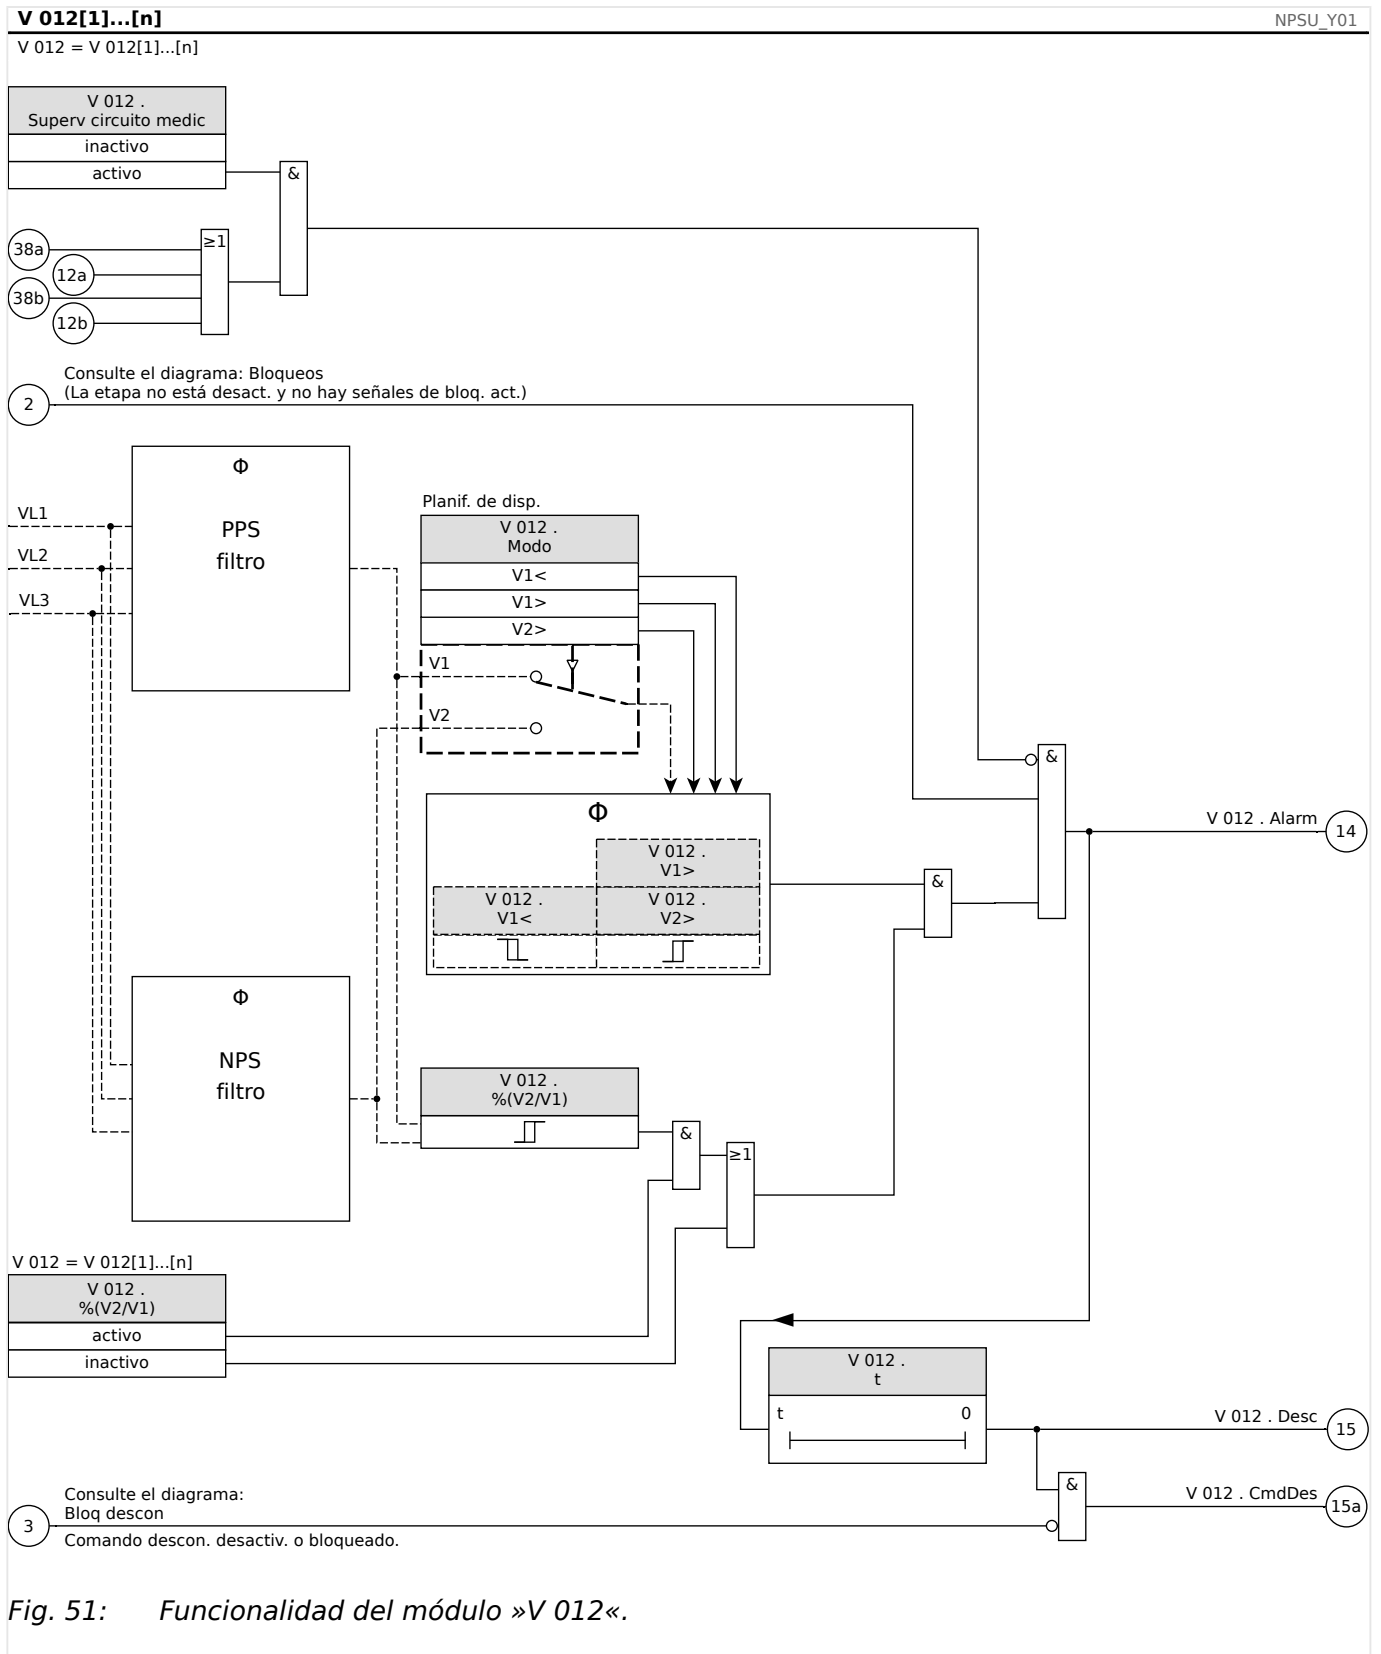 V 012[1]...[n]
NPSU_Y01
V 012 = V 012[1]...[n]
V 012 .
Superv circuito medic
inactivo
activo
&
≥1
38a
12a
38b
12b
Consulte el diagrama: Bloqueos
(La etapa no está desact. y no hay señales de bloq. act.)
2
Φ
PPS
filtro
VL1
VL2
VL3
Planif. de disp.
V 012 .
Modo
V1<
V1>
V2>
V1
V2
&
Φ
V 012 .
V1>
V 012 .
V1<
V 012 .
V2>
&
V 012 . Alarm
14
Φ
NPS
filtro
V 012 .
%(V2/V1)
&
≥1
V 012 = V 012[1]...[n]
V 012 .
%(V2/V1)
activo
inactivo
V 012 .
t
t
0
V 012 . Desc
15
&
V 012 . CmdDes
15a
Consulte el diagrama:
Bloq descon
3
Comando descon. desactiv. o bloqueado.
Fig. 51: Funcionalidad del módulo »V 012«.